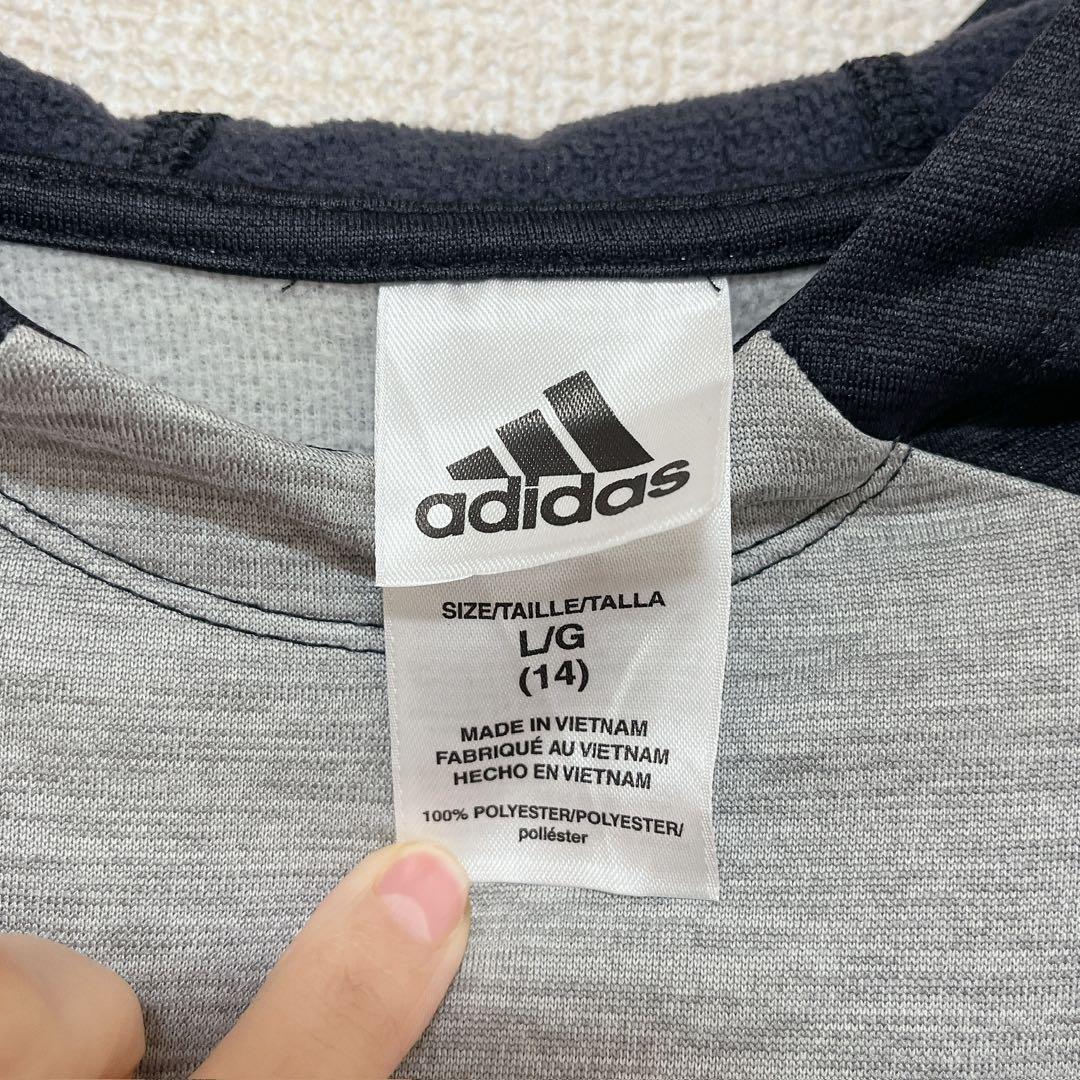 adidas
SIZE/TAILLE/TALLA
L/G
(14)
MADE IN VIETNAM
FABRIQUÉ AU VIETNAM
HECHO EN VIETNAM
100% POLYESTER/POLYESTER/
poliéster